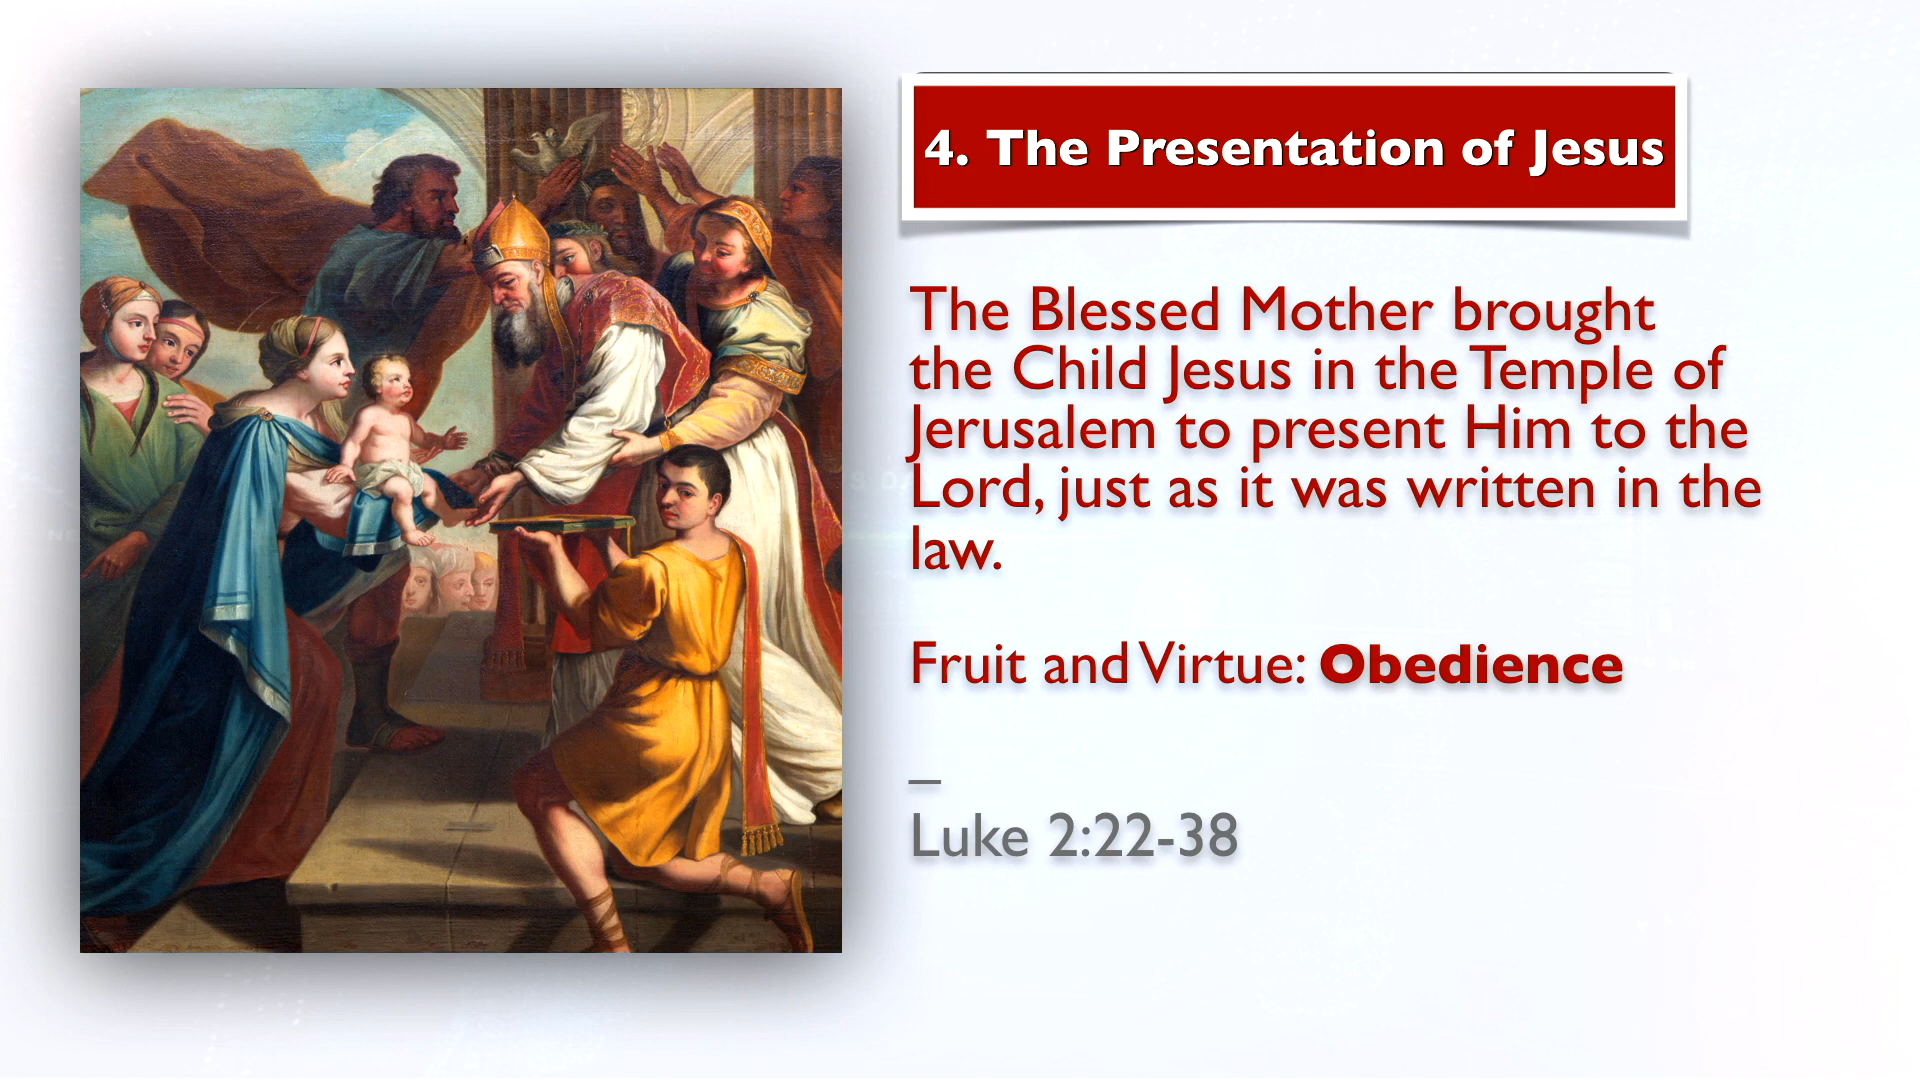 4. The Presentation of Jesus
The Blessed Mother brought
the Child Jesus in the Temple of
Jerusalem to present Him to the
Lord, just as it was written in the
law.
Fruit and Virtue: Obedience
_
Luke 2:22-38